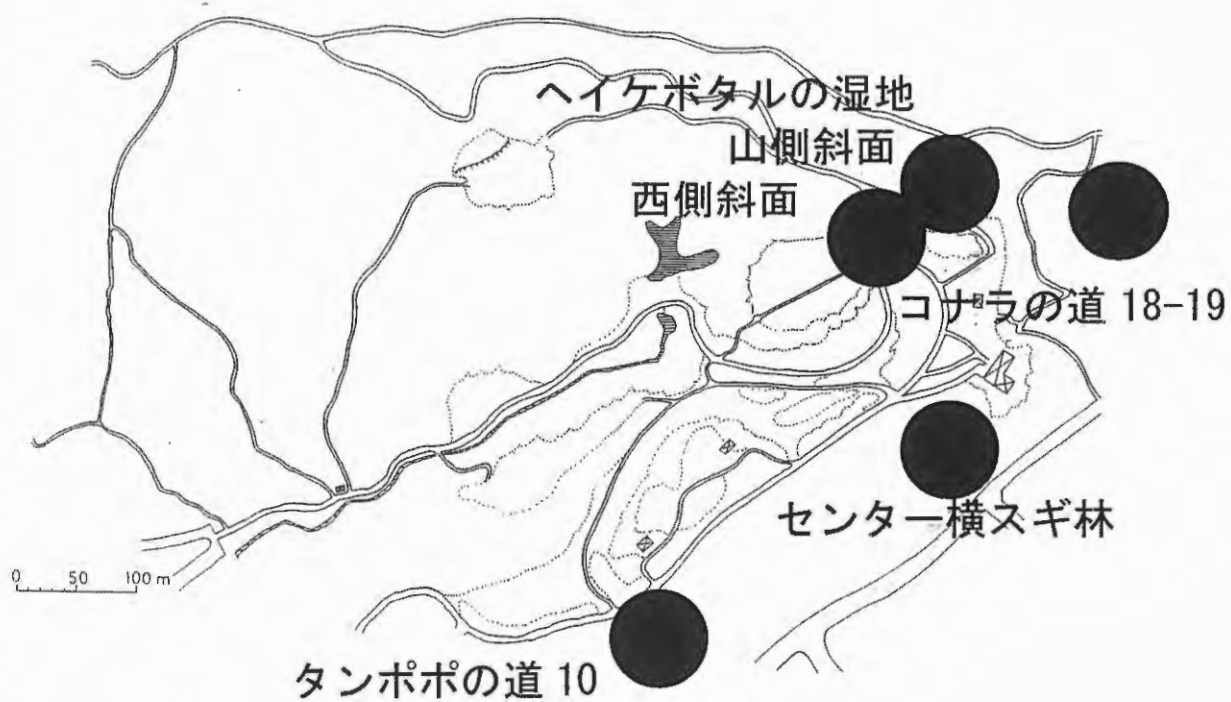 ヘイケボタルの湿地
山側斜面
西側斜面
コナラの道 18-19
センター横スギ林
0 50 100 m
タンポポの道 10